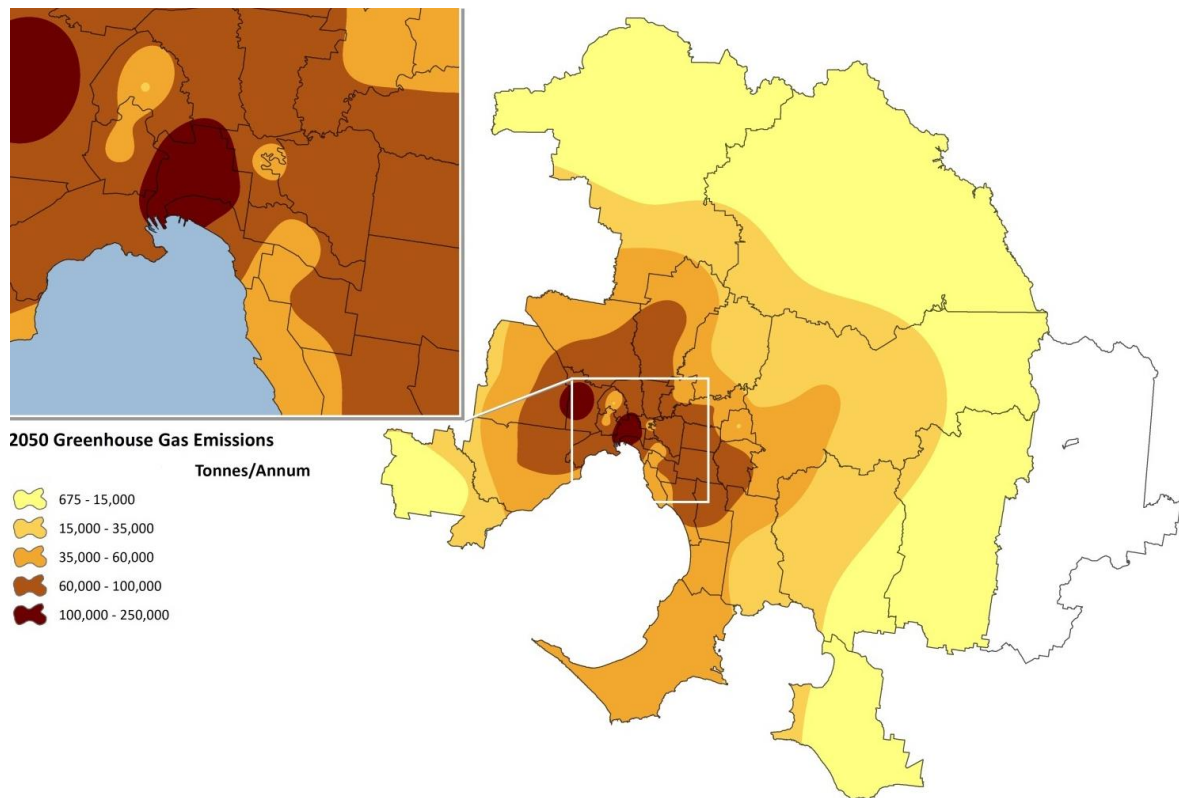 2050 Greenhouse Gas Emissions
Tonnes/Annum
675 - 15,000
15,000 - 35,000
35,000 - 60,000
60,000 - 100,000
100,000 - 250,000